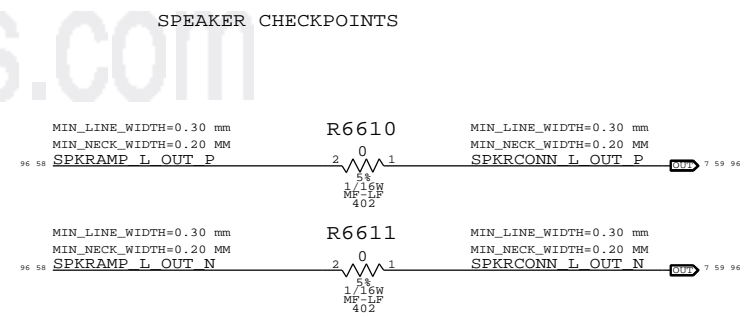 SPEAKER CHECKPOINTS
s.com
MIN_LINE_WIDTH=0.30 mm
MIN_NECK_WIDTH=0.20 MM
96 58 SPKRAMP_L_OUT_P
R6610
0
2 1
5%
1/16W
MF-LF
402
MIN_LINE_WIDTH=0.30 mm
MIN_NECK_WIDTH=0.20 MM
SPKRCONN_L_OUT_P OUT 7 59 96
MIN_LINE_WIDTH=0.30 mm
MIN_NECK_WIDTH=0.20 MM
96 58 SPKRAMP_L_OUT_N
R6611
0
2 1
5%
1/16W
MF-LF
402
MIN_LINE_WIDTH=0.30 mm
MIN_NECK_WIDTH=0.20 MM
SPKRCONN_L_OUT_N OUT 7 59 96